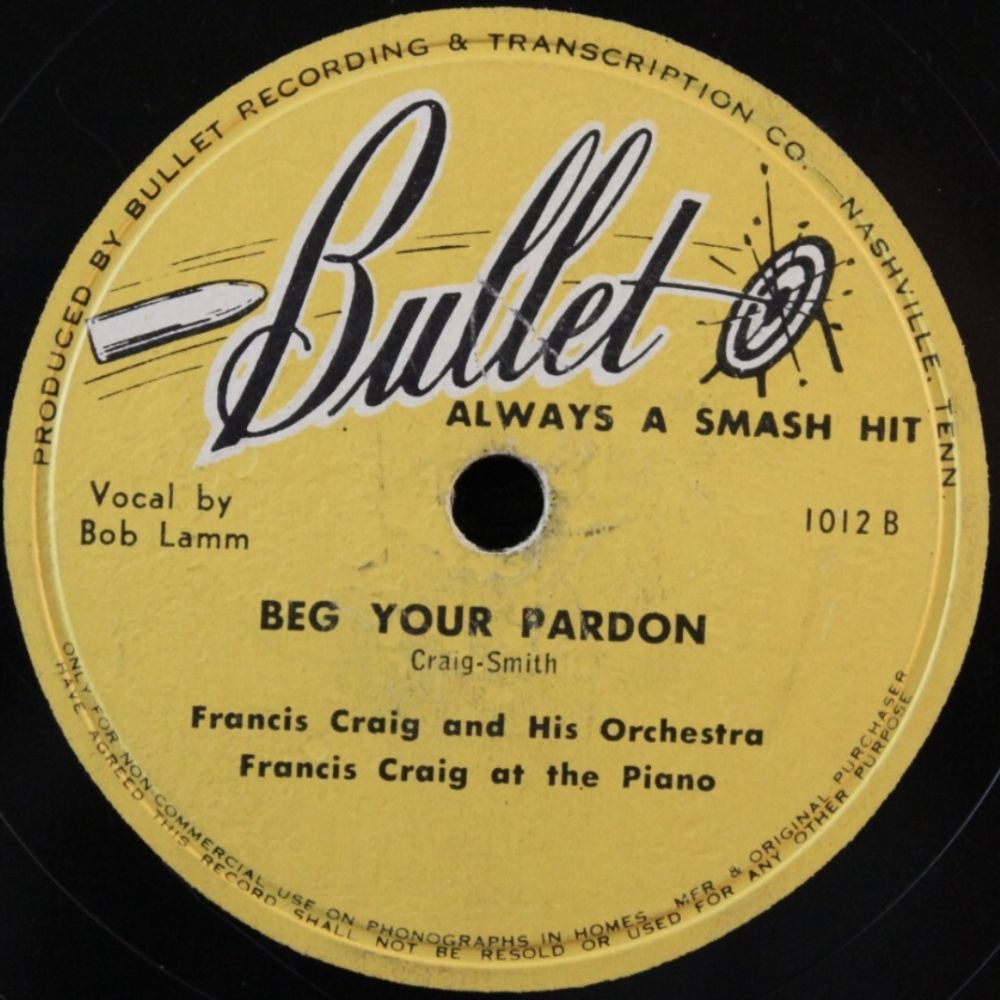 PRODUCED BY BULLET RECORDING & TRANSCRIPTION CO. NASHVILLE, TENN.
Bullet
ALWAYS A SMASH HIT
Vocal by
Bob Lamm
1012 B
BEG YOUR PARDON
Craig-Smith
Francis Craig and His Orchestra
Francis Craig at the Piano
ONLY FOR NON-COMMERCIAL USE ON PHONOGRAPHS IN HOMES. MFR & ORIGINAL PURCHASER
HAVE AGREED THIS RECORD SHALL NOT BE RESOLD OR USED FOR ANY OTHER PURPOSE